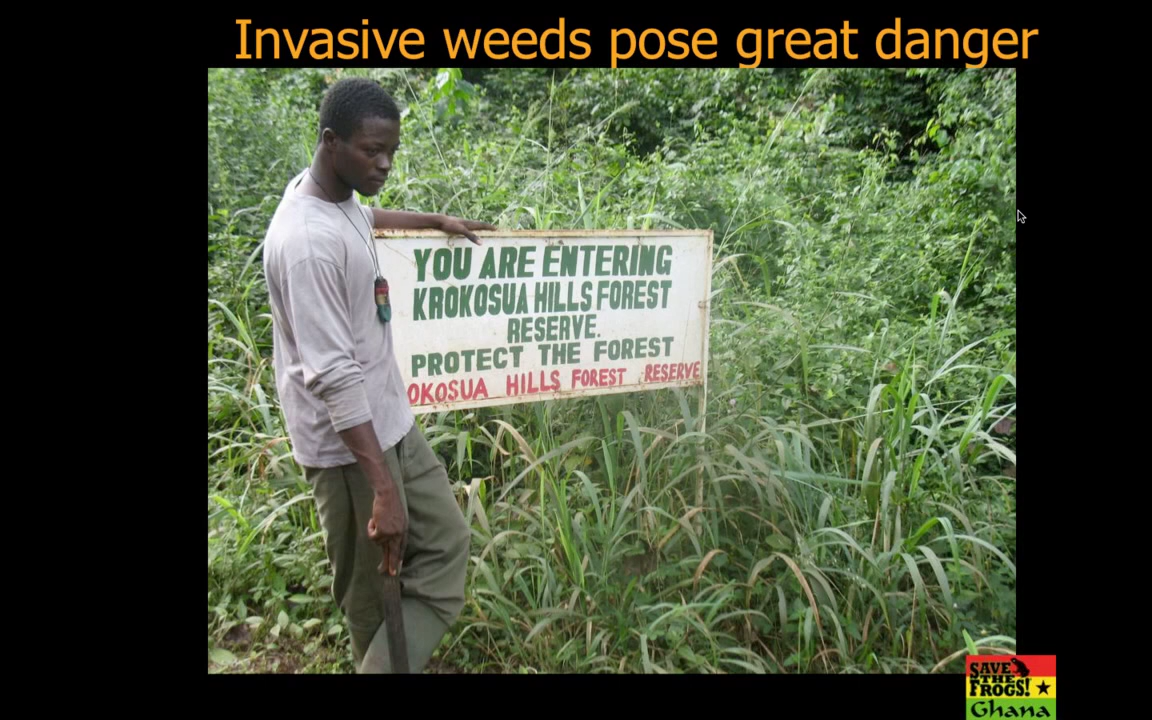 Invasive weeds pose great danger
YOU ARE ENTERING
KROKOSUA HILLS FOREST
RESERVE.
PROTECT THE FOREST
OKOSUA HILLS FOREST RESERVE
SAVE
THE
FROGS!
Ghana